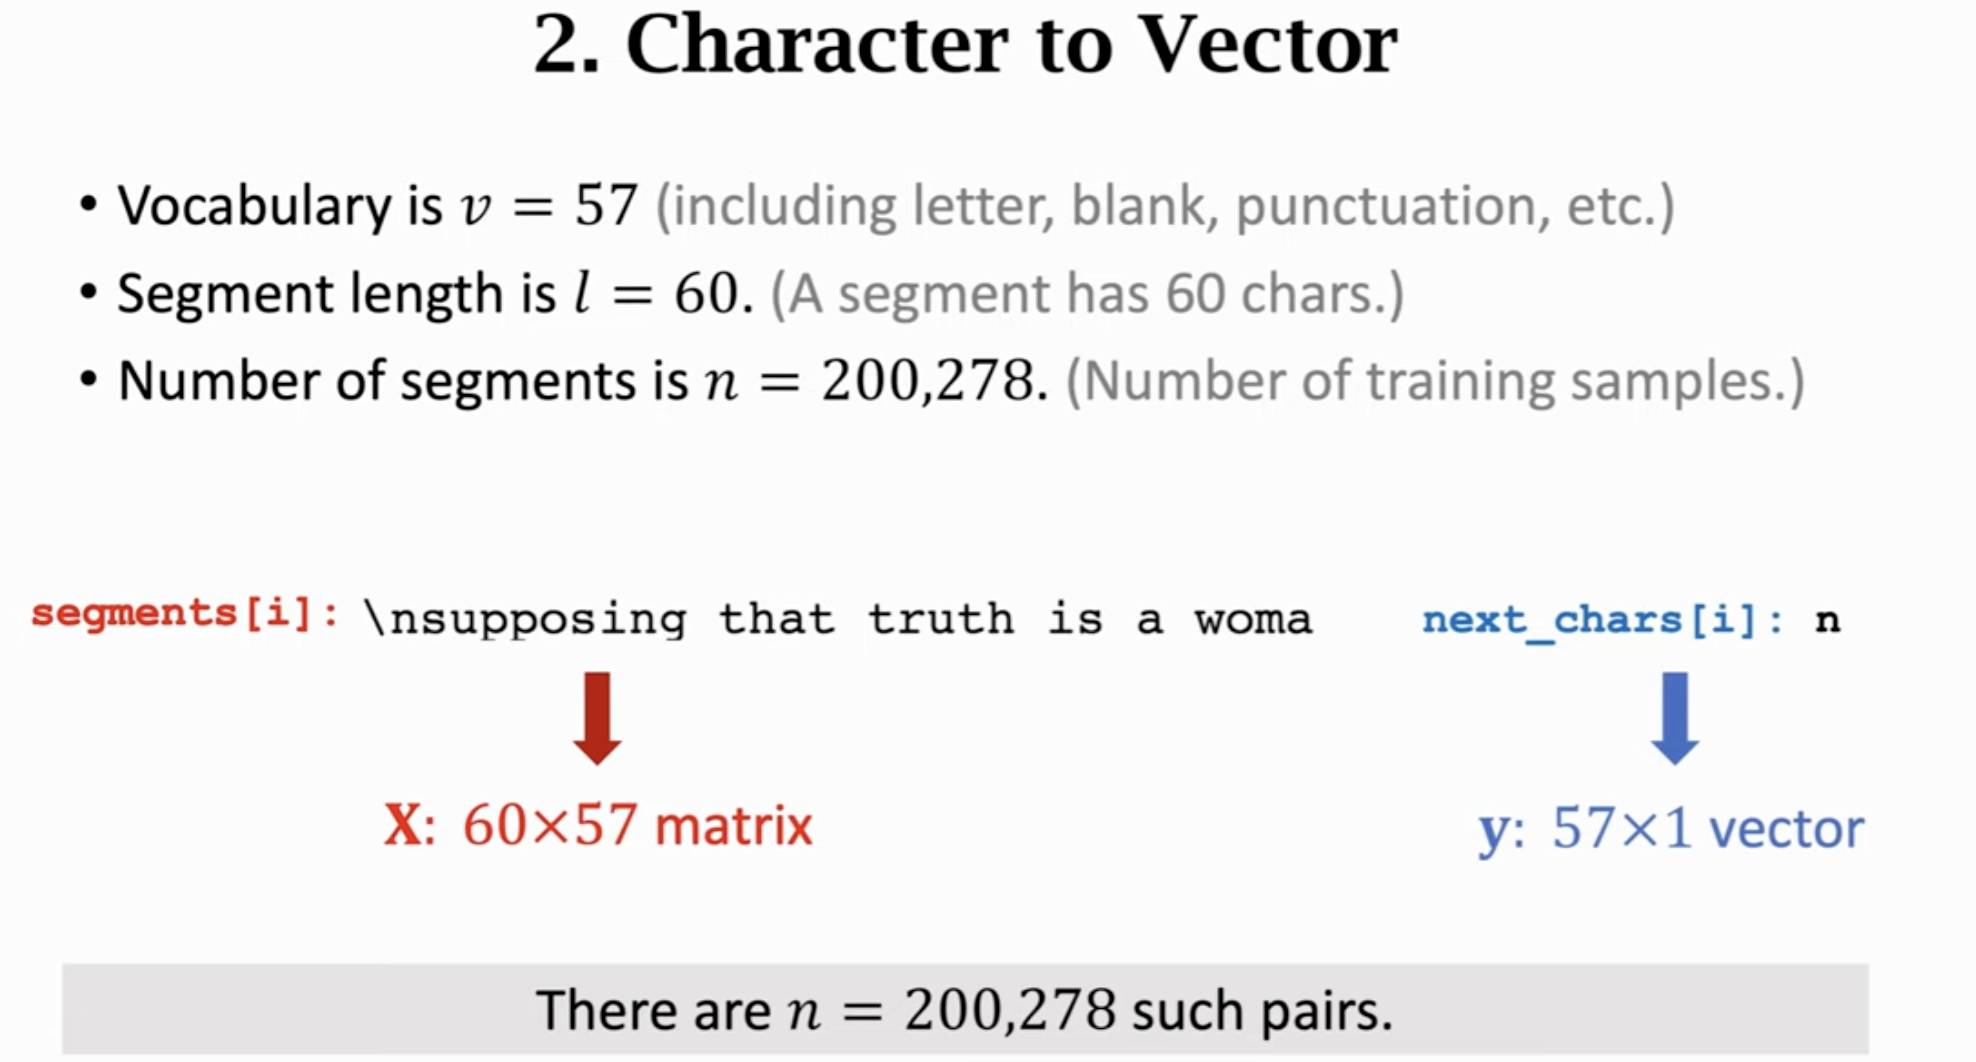 2. Character to Vector
• Vocabulary is v = 57 (including letter, blank, punctuation, etc.)
• Segment length is l = 60. (A segment has 60 chars.)
• Number of segments is n = 200,278. (Number of training samples.)
segments[i]: \nsupposing that truth is a woma next_chars[i]: n
X: 60×57 matrix y: 57×1 vector
There are n = 200,278 such pairs.